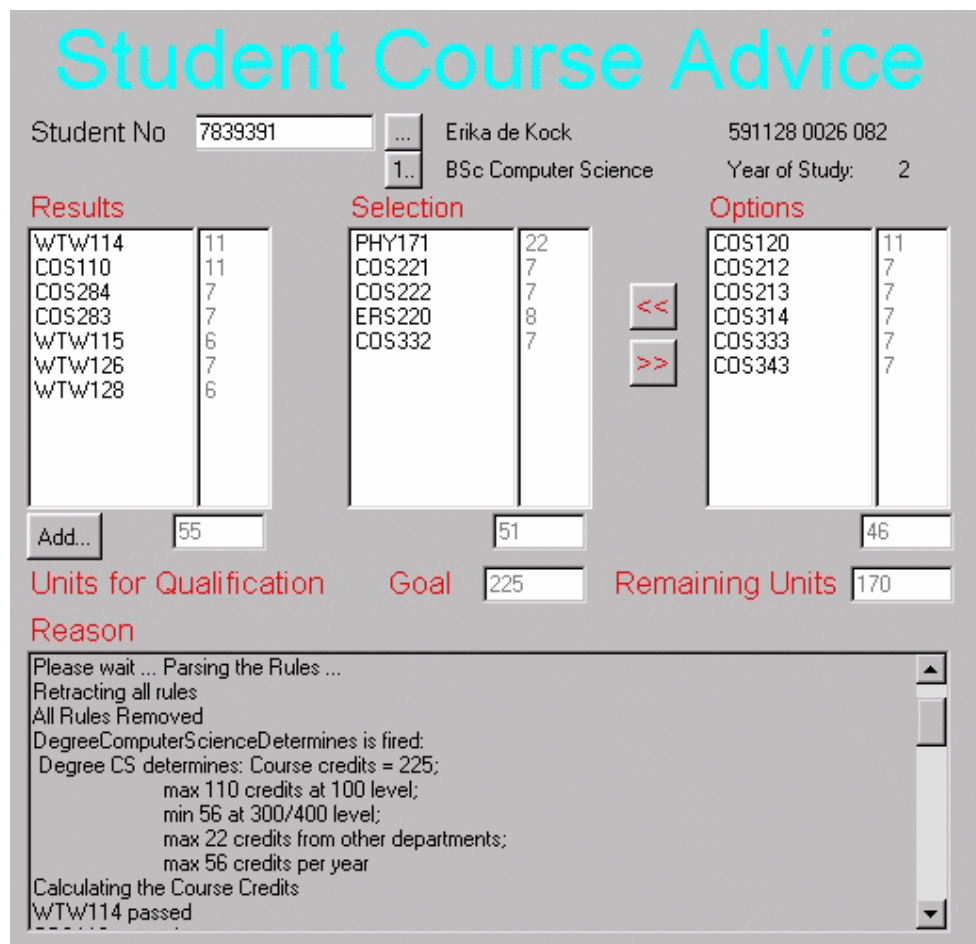 Student Course Advice
Student No 7839391 ... Erika de Kock 591128 0026 082
1.. BSc Computer Science Year of Study: 2
Results Selection Options
WTW114 11 PHY171 22 COS120 11
COS110 11 COS221 7 COS212 7
COS284 7 COS222 7 << COS213 7
COS283 7 ERS220 8 COS314 7
WTW115 6 COS332 7 COS333 7
WTW126 7 >> COS343 7
WTW128 6
Add... 55 51 46
Units for Qualification Goal 225 Remaining Units 170
Reason
Please wait ... Parsing the Rules ...
Retracting all rules
All Rules Removed
DegreeComputerScienceDetermines is fired:
Degree CS determines: Course credits = 225;
max 110 credits at 100 level;
min 56 at 300/400 level;
max 22 credits from other departments;
max 56 credits per year
Calculating the Course Credits
WTW114 passed